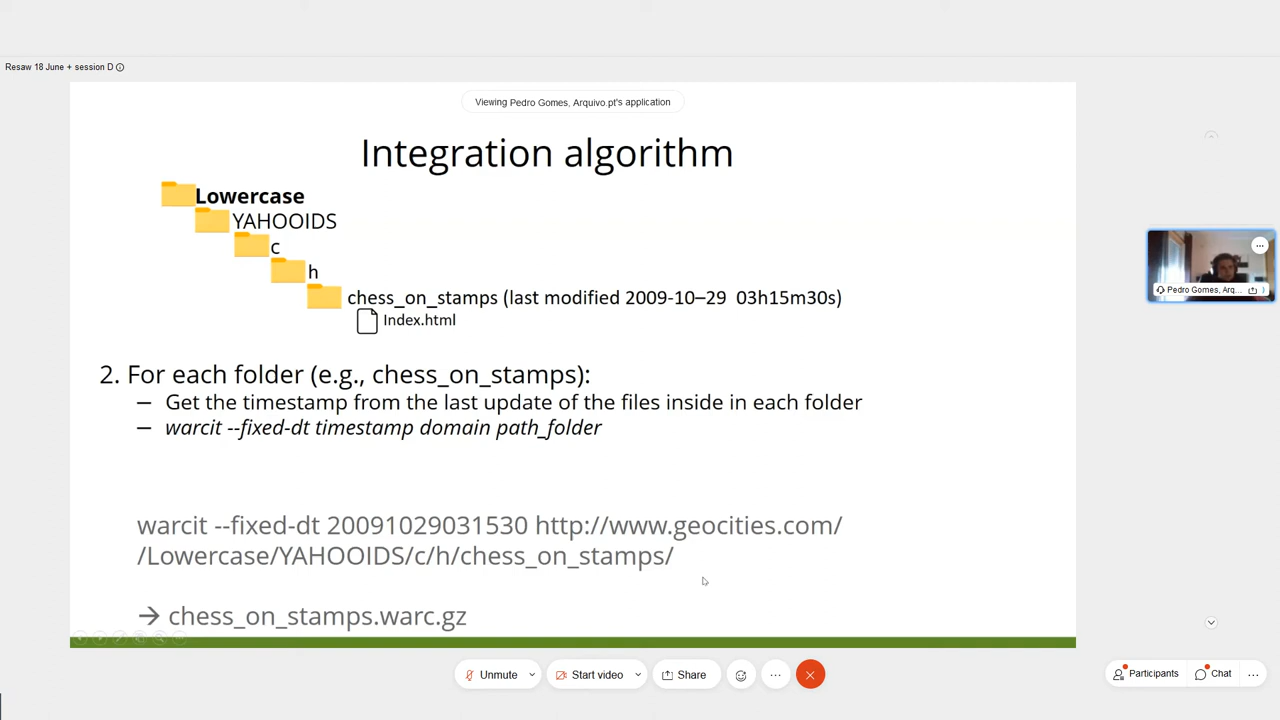 Resaw 18 June + session D
Viewing Pedro Gomes, Arquivo.pt's application
Integration algorithm
Lowercase
YAHOOIDS
c
h
chess_on_stamps (last modified 2009-10–29 03h15m30s)
Index.html
2. For each folder (e.g., chess_on_stamps):
— Get the timestamp from the last update of the files inside in each folder
— warcit --fixed-dt timestamp domain path_folder
warcit --fixed-dt 20091029031530 http://www.geocities.com/
/Lowercase/YAHOOIDS/c/h/chess_on_stamps/
→ chess_on_stamps.warc.gz
Pedro Gomes, Arq...
Unmute
Start video
Share
Participants
Chat